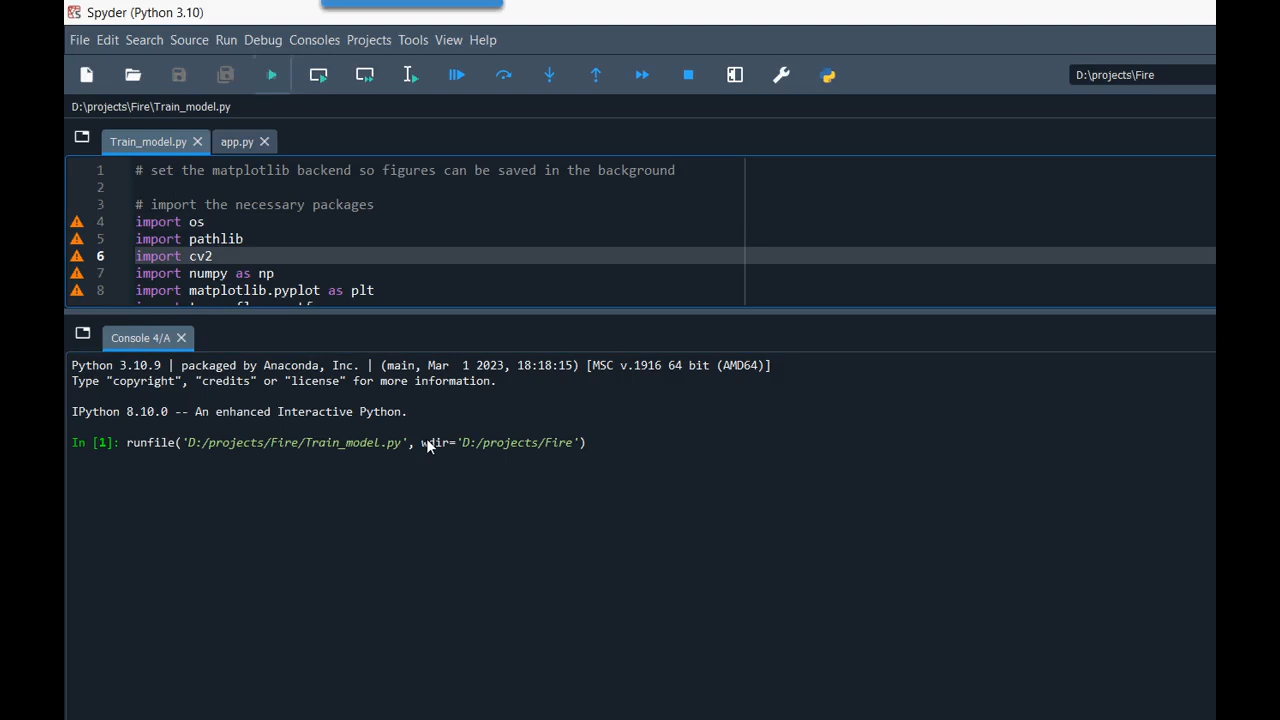 Spyder (Python 3.10)
File Edit Search Source Run Debug Consoles Projects Tools View Help
D:\projects\Fire
D:\projects\Fire\Train_model.py
Train_model.py app.py
1 # set the matplotlib backend so figures can be saved in the background
2
3 # import the necessary packages
4 import os
5 import pathlib
6 import cv2
7 import numpy as np
8 import matplotlib.pyplot as plt
Console 4/A
Python 3.10.9 | packaged by Anaconda, Inc. | (main, Mar 1 2023, 18:18:15) [MSC v.1916 64 bit (AMD64)]
Type "copyright", "credits" or "license" for more information.
IPython 8.10.0 -- An enhanced Interactive Python.
In [1]: runfile('D:/projects/Fire/Train_model.py', wdir='D:/projects/Fire')